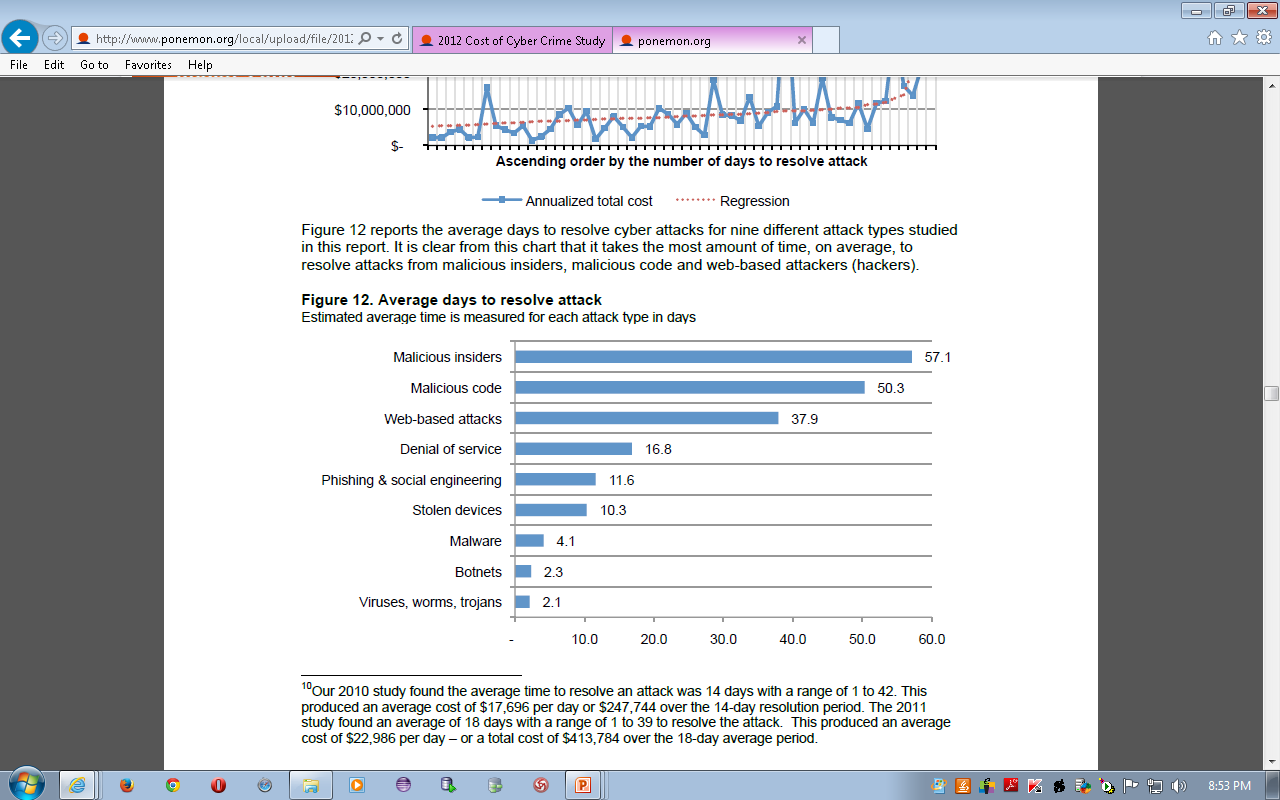 http://www.ponemon.org/local/upload/file/201
2012 Cost of Cyber Crime Study
ponemon.org
File Edit Go to Favorites Help
$10,000,000
$-
Ascending order by the number of days to resolve attack
Annualized total cost Regression
Figure 12 reports the average days to resolve cyber attacks for nine different attack types studied
in this report. It is clear from this chart that it takes the most amount of time, on average, to
resolve attacks from malicious insiders, malicious code and web-based attackers (hackers).
Figure 12. Average days to resolve attack
Estimated average time is measured for each attack type in days
Malicious insiders 57.1
Malicious code 50.3
Web-based attacks 37.9
Denial of service 16.8
Phishing & social engineering 11.6
Stolen devices 10.3
Malware 4.1
Botnets 2.3
Viruses, worms, trojans 2.1
- 10.0 20.0 30.0 40.0 50.0 60.0
10Our 2010 study found the average time to resolve an attack was 14 days with a range of 1 to 42. This
produced an average cost of $17,696 per day or $247,744 over the 14-day resolution period. The 2011
study found an average of 18 days with a range of 1 to 39 to resolve the attack. This produced an average
cost of $22,986 per day – or a total cost of $413,784 over the 18-day average period.
8:53 PM